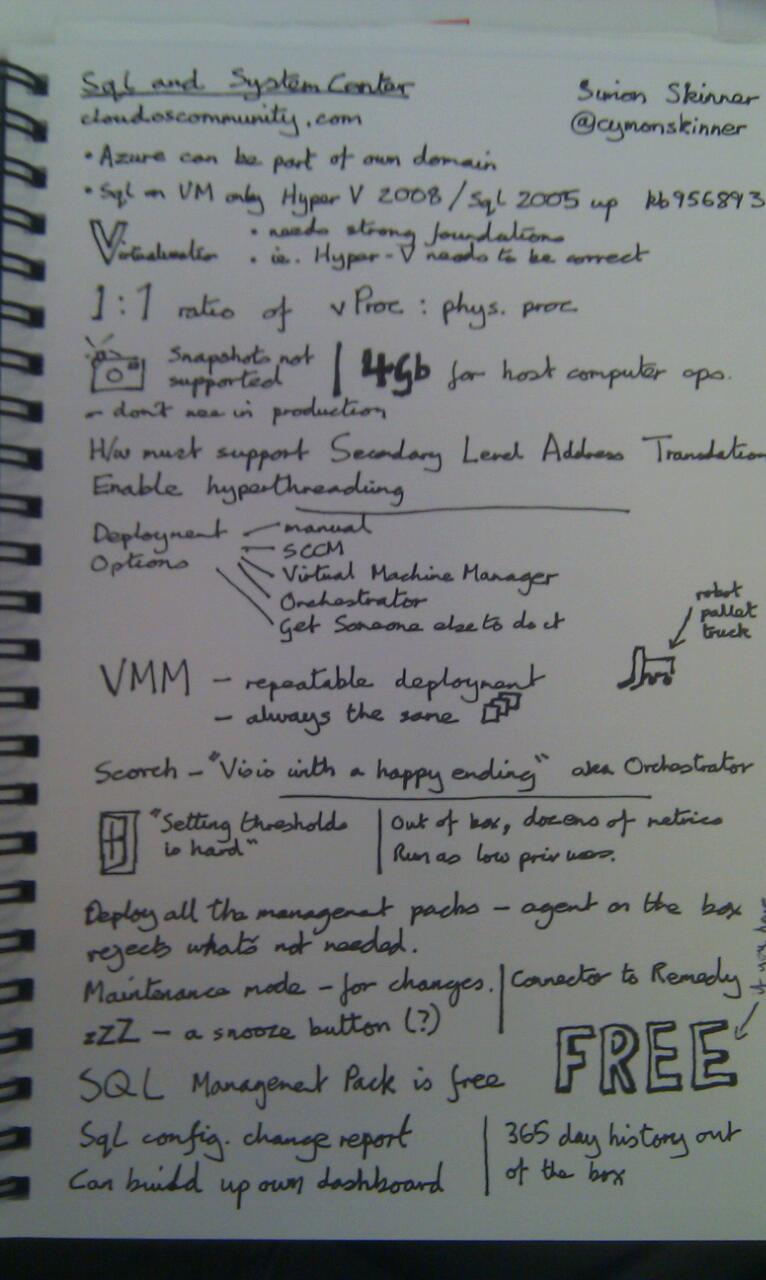 Sql and System Center
Simon Skinner
cloudoscommunity.com
@cymonskinner
• Azure can be part of own domain
• Sql on VM only Hyper V 2008 / Sql 2005 up kb956893
Virtualisation • needs strong foundations
• ie. Hyper-V needs to be correct
1:1 ratio of vProc : phys. proc
Snapshots not
supported
- don't use in production
4gb for host computer ops.
H/w must support Secondary Level Address Translation
Enable hyperthreading
Deployment
Options
manual
SCCM
Virtual Machine Manager
Orchestrator
Get Someone else to do it
robot
pallet
truck
VMM - repeatable deployment
- always the same
Scorch - "Visio with a happy ending" aka Orchestrator
"Setting thresholds
is hard"
Out of box, dozens of metrics
Run as low priv
Deploy all the management packs - agent on the box
rejects what's not needed.
Maintenance mode - for changes.
zZZ - a snooze button (?)
Connector to Remedy
if you have
FREE
SQL Management Pack is free
Sql config. change report
Can build up own dashboard
365 day history out
of the box